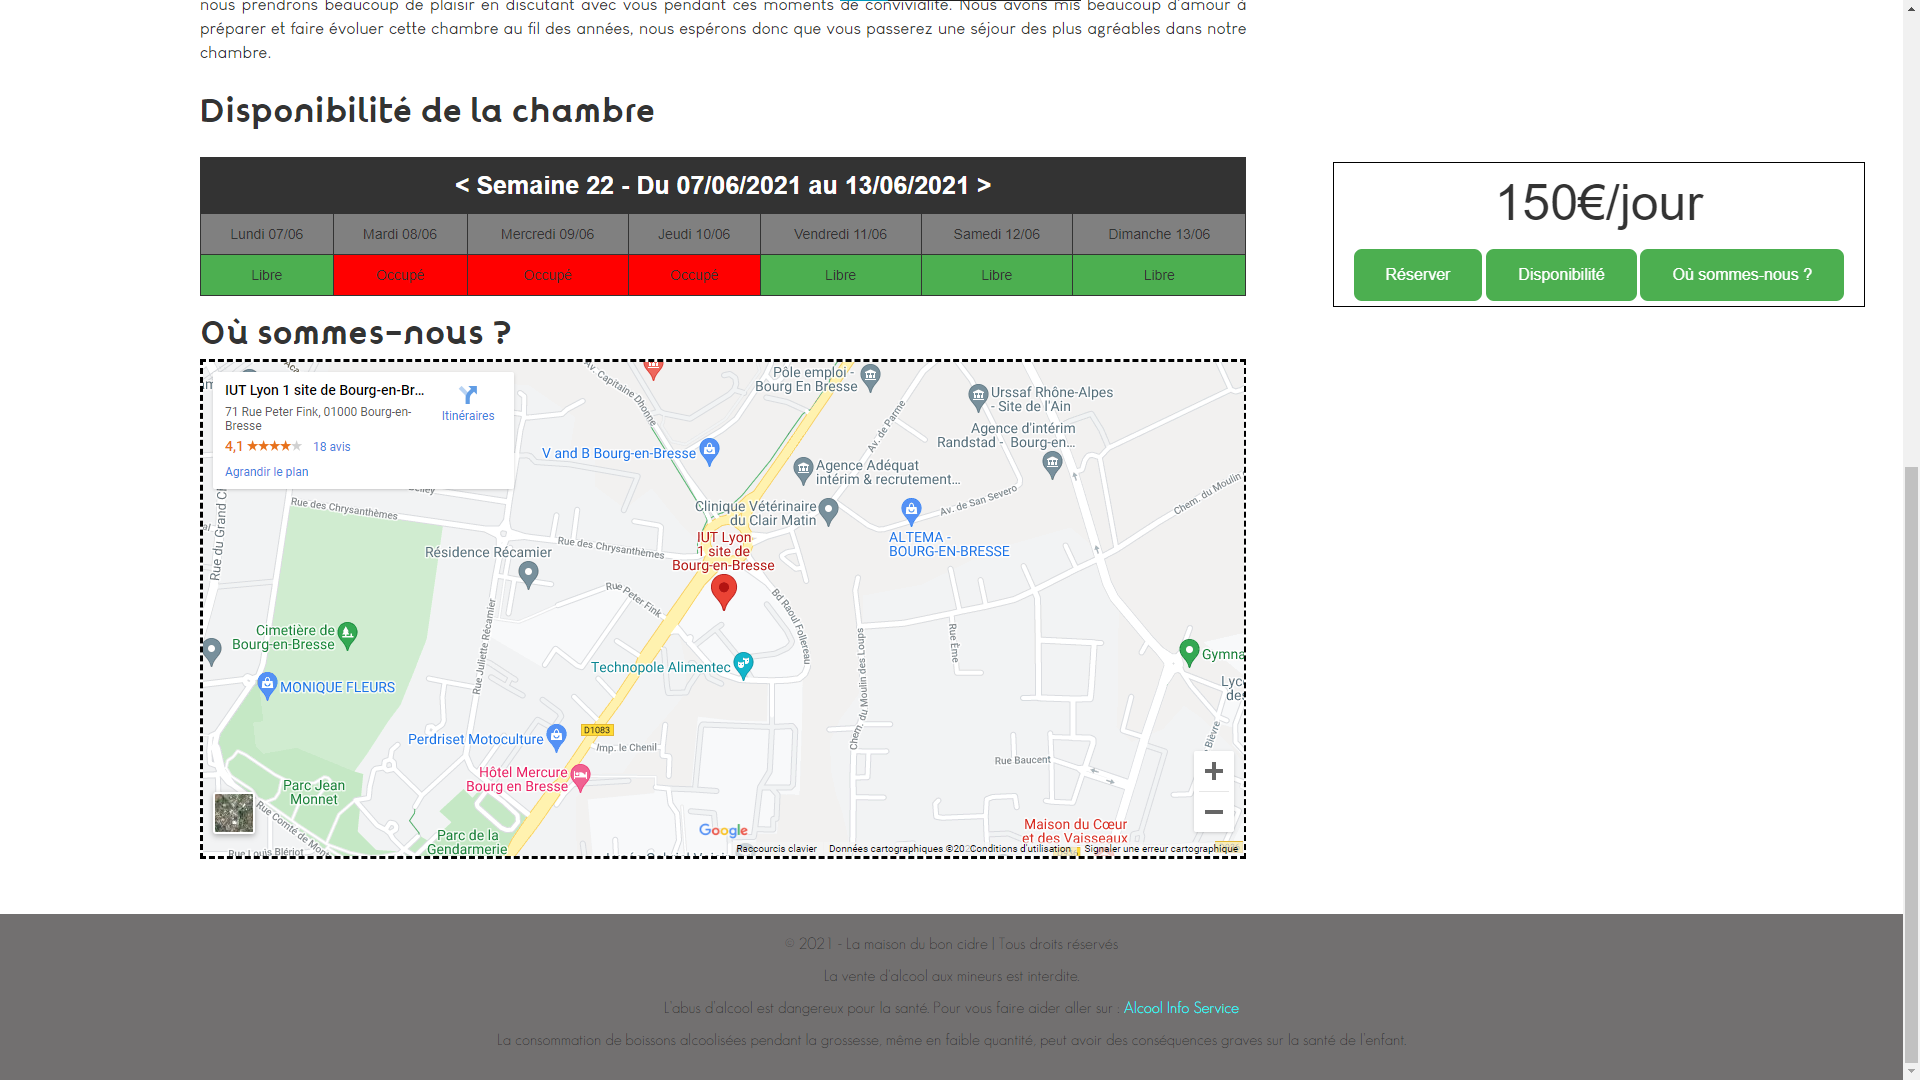 nous prendrons beaucoup de plaisir en discutant avec vous pendant ces moments de convivialité. Nous avons mis beaucoup d'amour à
préparer et faire évoluer cette chambre au fil des années, nous espérons donc que vous passerez une séjour des plus agréables dans notre
chambre.
Disponibilité de la chambre
< Semaine 22 - Du 07/06/2021 au 13/06/2021 >
Lundi 07/06 Mardi 08/06 Mercredi 09/06 Jeudi 10/06 Vendredi 11/06 Samedi 12/06 Dimanche 13/06
Libre Occupé Occupé Occupé Libre Libre Libre
150€/jour
Réserver Disponibilité Où sommes-nous ?
Où sommes-nous ?
IUT Lyon 1 site de Bourg-en-Br...
71 Rue Peter Fink, 01000 Bourg-en-
Bresse
4,1 18 avis
Agrandir le plan
Itinéraires
Av. Capitaine Dhonne
Pôle emploi -
Bourg En Bresse
Urssaf Rhône-Alpes
- Site de l'Ain
Av. de Parme
Agence d'intérim
Randstad - Bourg-en...
V and B Bourg-en-Bresse
Agence Adéquat
intérim & recrutement...
Chem. du Moulin
Rue du Grand C
Rue des Chrysanthèmes
Clinique Vétérinaire
du Clair Matin
Av. de San Severo
ALTEMA -
BOURG-EN-BRESSE
IUT Lyon
1 site de
Bourg-en-Bresse
Résidence Récamier
Rue des Chrysanthèmes
Rue Peter Fink
Bd Raoul Follereau
Cimetière de
Bourg-en-Bresse
Rue Juliette Récamier
Technopole Alimentec
Chem. du Moulin des Loups
Rue Eme
Gymna
Lyc
de
MONIQUE FLEURS
Perdriset Motoculture
D1083
Imp. le Chenil
Bièvre
Rue Baucent
Hôtel Mercure
Bourg en Bresse
Parc Jean
Monnet
Rue Comté de Mont
Parc de la
Gendarmerie
Rue Louis Blériot
Google
Maison du Cœur
et des Vaisseaux
Raccourcis clavier Données cartographiques ©20 Conditions d'utilisation Signaler une erreur cartographique
© 2021 - La maison du bon cidre | Tous droits réservés
La vente d'alcool aux mineurs est interdite.
L'abus d'alcool est dangereux pour la santé. Pour vous faire aider aller sur : Alcool Info Service
La consommation de boissons alcoolisées pendant la grossesse, même en faible quantité, peut avoir des conséquences graves sur la santé de l'enfant.